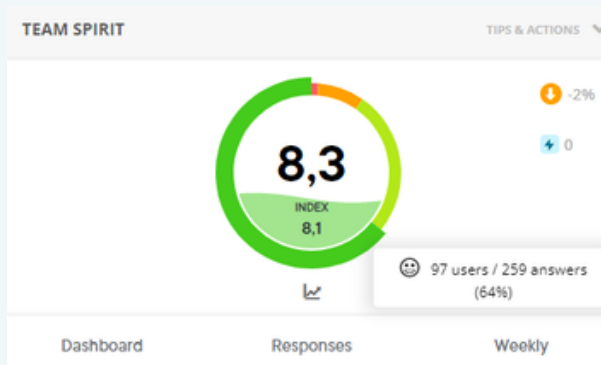 TEAM SPIRIT
TIPS & ACTIONS
-2%
8,3
0
INDEX
8,1
97 users / 259 answers
(64%)
Dashboard
Responses
Weekly